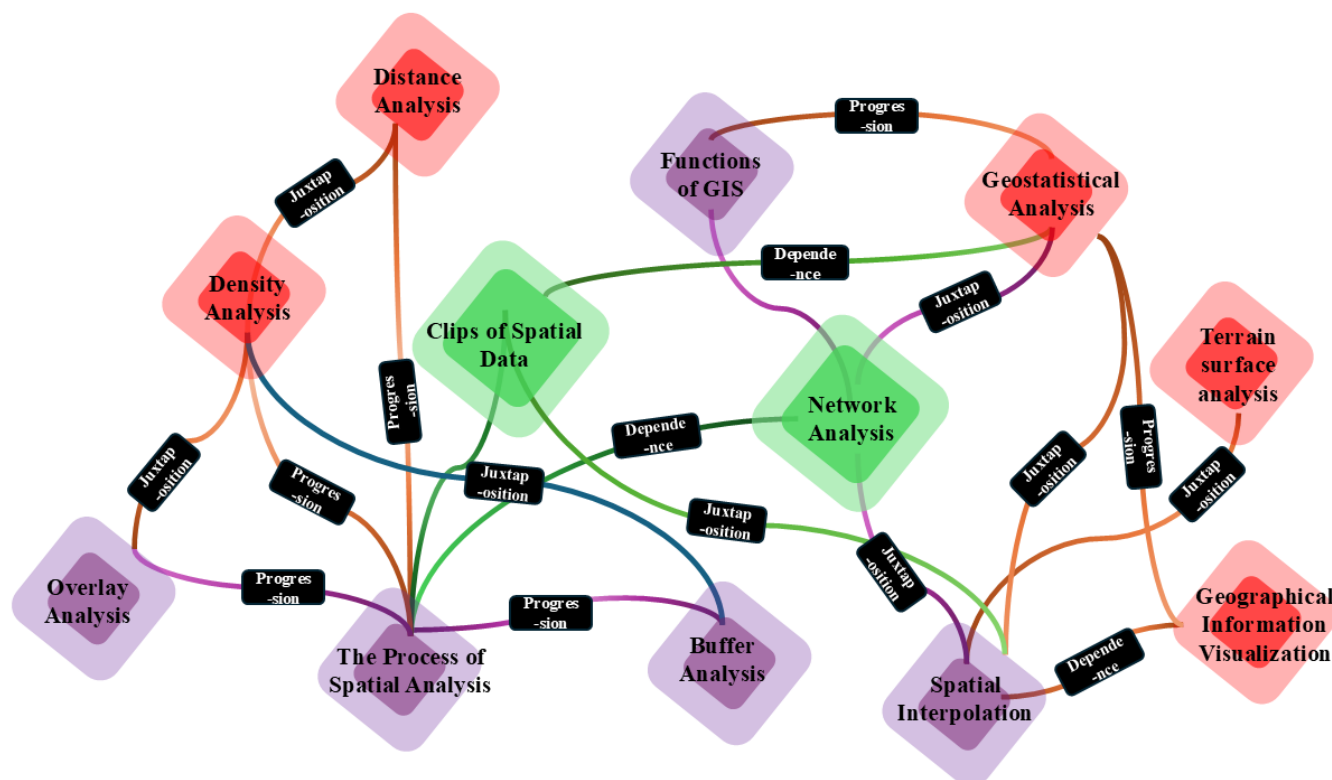 Distance
Analysis
Progres
-sion
Functions
of GIS
Geostatistical
Analysis
Juxtap
-osition
Depende
-nce
Density
Analysis
Juxtap
-osition
Clips of Spatial
Data
Terrain
surface
analysis
Progres
-sion
Network
Analysis
Depende
-nce
Progres
-sion
Juxtap
-osition
Juxtap
-osition
Juxtap
-osition
Progres
-sion
Juxtap
-osition
Juxtap
-osition
Juxtap
-osition
Overlay
Analysis
Progres
-sion
Progres
-sion
Geographical
Information
Visualization
The Process of
Spatial Analysis
Buffer
Analysis
Depende
-nce
Spatial
Interpolation